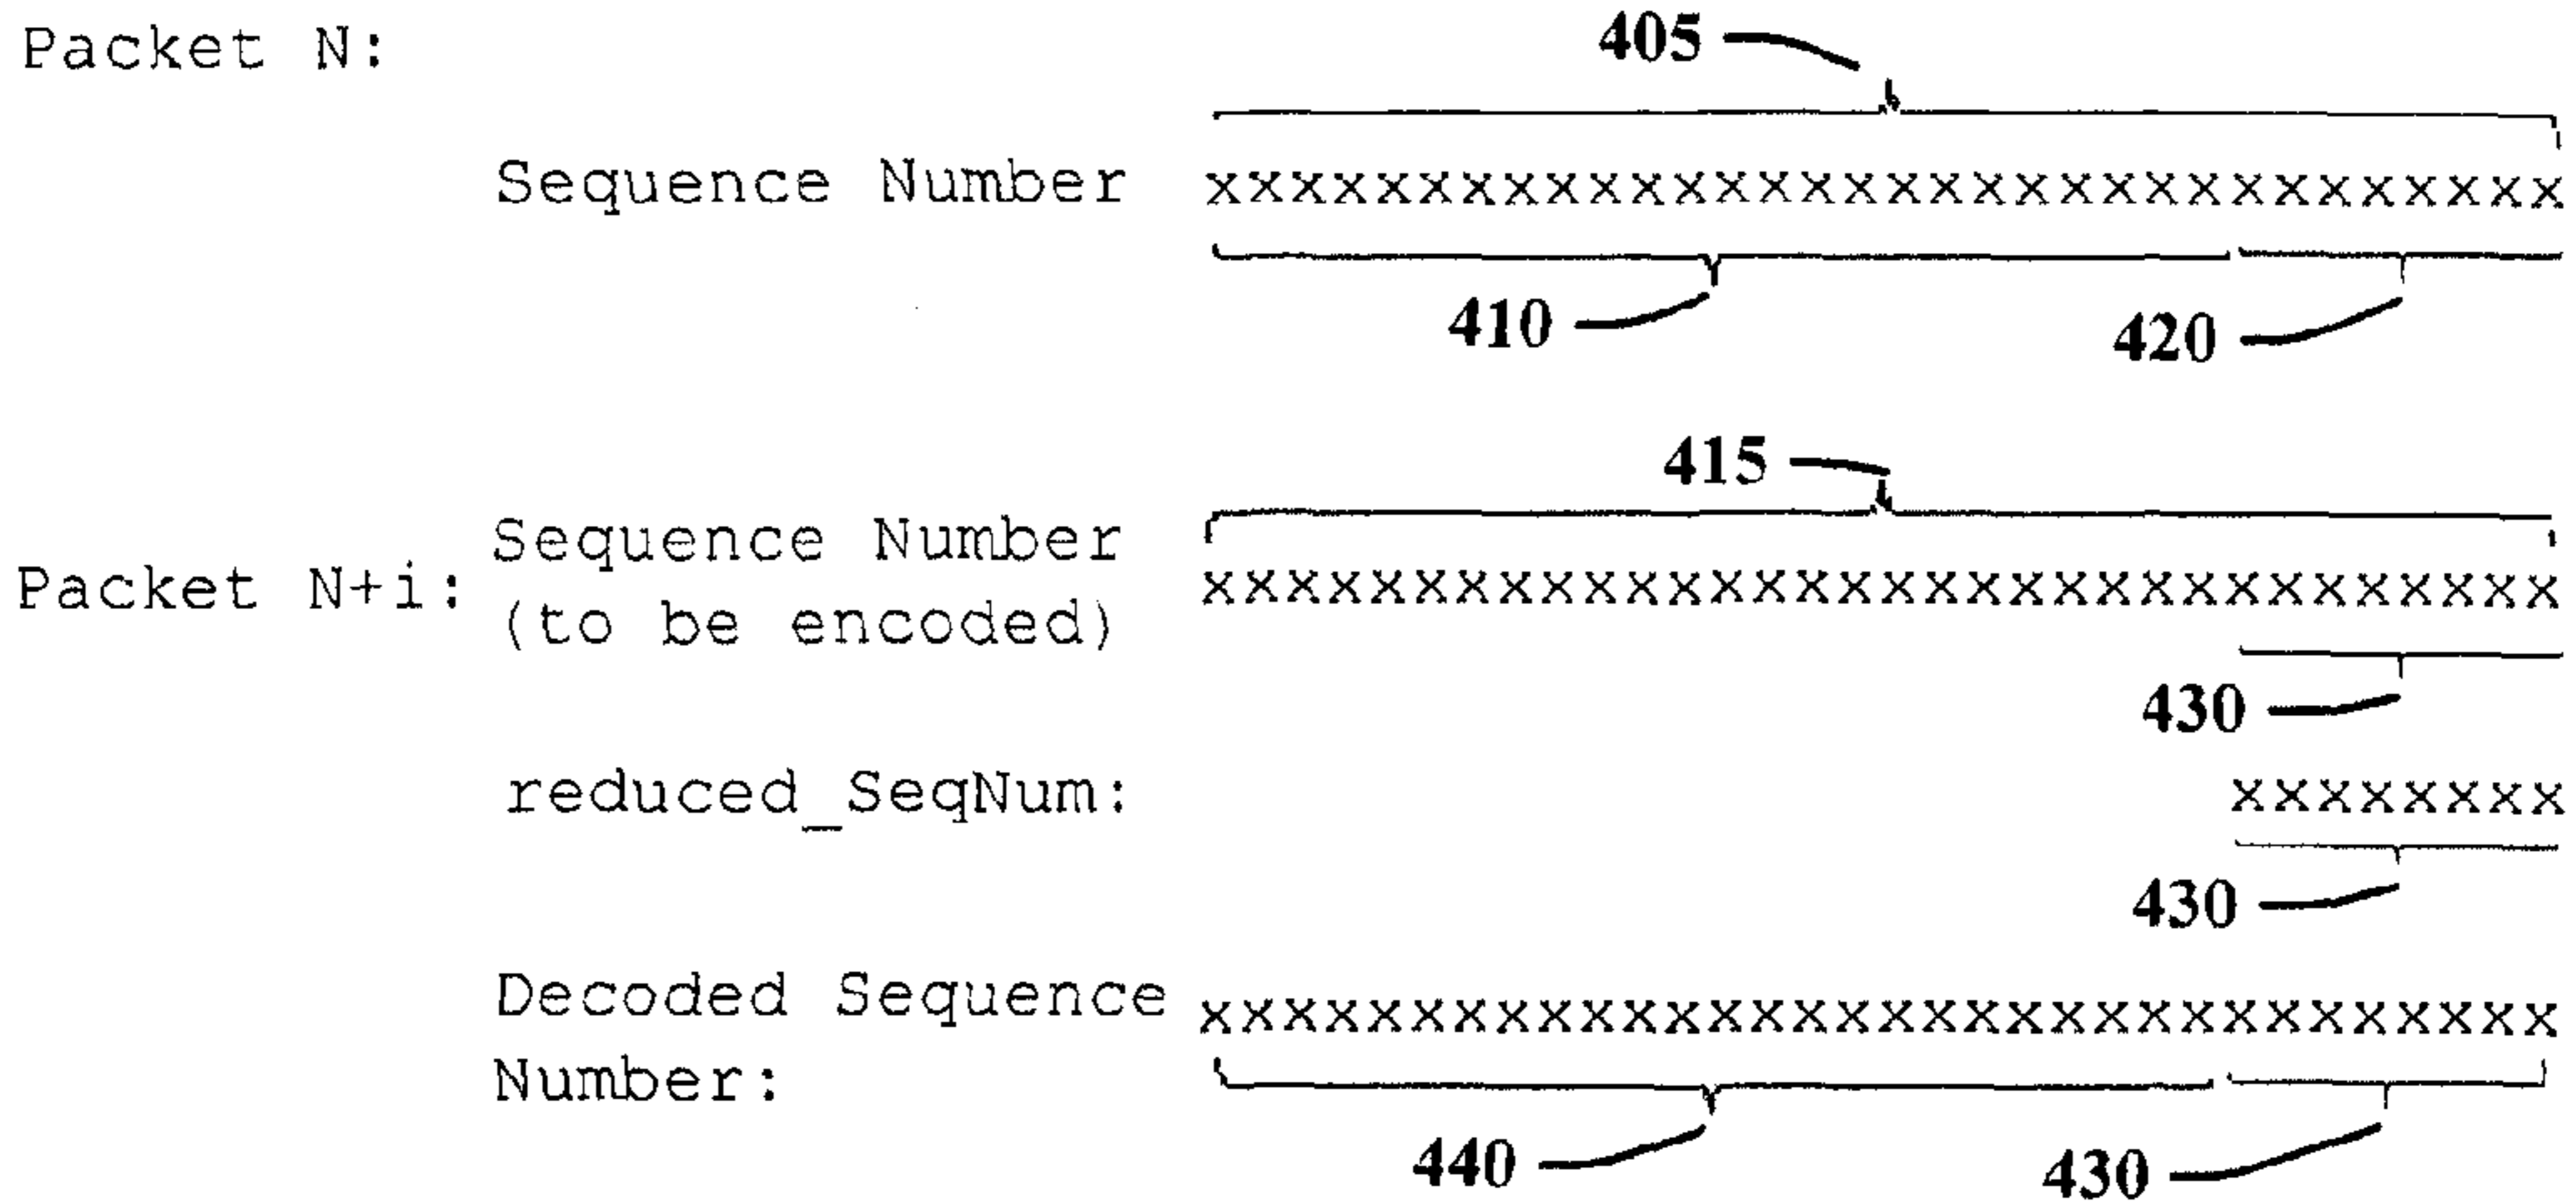 Packet N:
405
Sequence Number xxxxxxxxxxxxxxxxxxxxxxxxxxxxxxxx
410
420
415
Packet N+i: Sequence Number
(to be encoded) xxxxxxxxxxxxxxxxxxxxxxxxxxxxxxxx
430
reduced_SeqNum: xxxxxxxx
430
Decoded Sequence xxxxxxxxxxxxxxxxxxxxxxxxxxxxxxxx
Number:
440
430